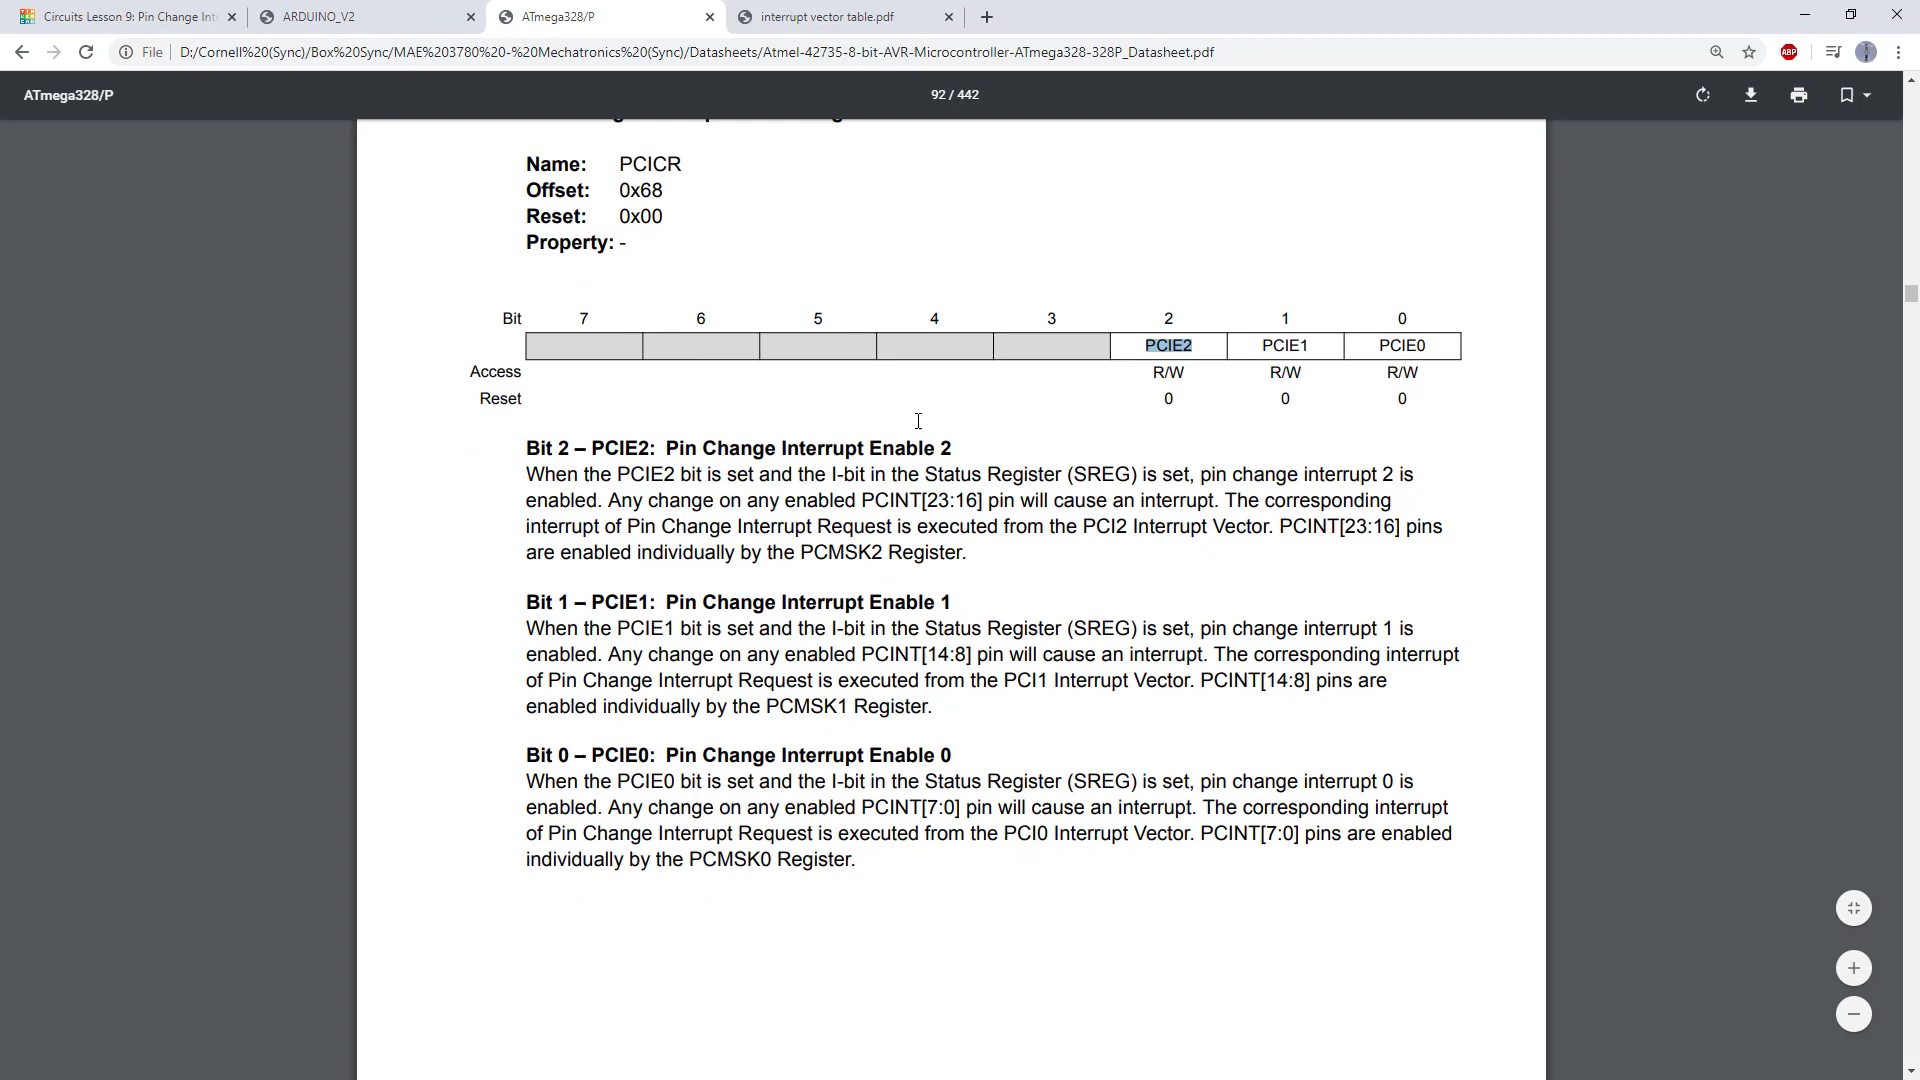 Circuits Lesson 9: Pin Change Int
ARDUINO_V2
ATmega328/P
interrupt vector table.pdf
File
D:/Cornell%20(Sync)/Box%20Sync/MAE%203780%20-%20Mechatronics%20(Sync)/Datasheets/Atmel-42735-8-bit-AVR-Microcontroller-ATmega328-328P_Datasheet.pdf
ABP
ATmega328/P
92 / 442
Name: PCICR
Offset: 0x68
Reset: 0x00
Property: -
Bit 7 6 5 4 3 2 1 0
PCIE2 PCIE1 PCIE0
Access R/W R/W R/W
Reset 0 0 0
Bit 2 – PCIE2: Pin Change Interrupt Enable 2
When the PCIE2 bit is set and the I-bit in the Status Register (SREG) is set, pin change interrupt 2 is
enabled. Any change on any enabled PCINT[23:16] pin will cause an interrupt. The corresponding
interrupt of Pin Change Interrupt Request is executed from the PCI2 Interrupt Vector. PCINT[23:16] pins
are enabled individually by the PCMSK2 Register.
Bit 1 – PCIE1: Pin Change Interrupt Enable 1
When the PCIE1 bit is set and the I-bit in the Status Register (SREG) is set, pin change interrupt 1 is
enabled. Any change on any enabled PCINT[14:8] pin will cause an interrupt. The corresponding interrupt
of Pin Change Interrupt Request is executed from the PCI1 Interrupt Vector. PCINT[14:8] pins are
enabled individually by the PCMSK1 Register.
Bit 0 – PCIE0: Pin Change Interrupt Enable 0
When the PCIE0 bit is set and the I-bit in the Status Register (SREG) is set, pin change interrupt 0 is
enabled. Any change on any enabled PCINT[7:0] pin will cause an interrupt. The corresponding interrupt
of Pin Change Interrupt Request is executed from the PCI0 Interrupt Vector. PCINT[7:0] pins are enabled
individually by the PCMSK0 Register.